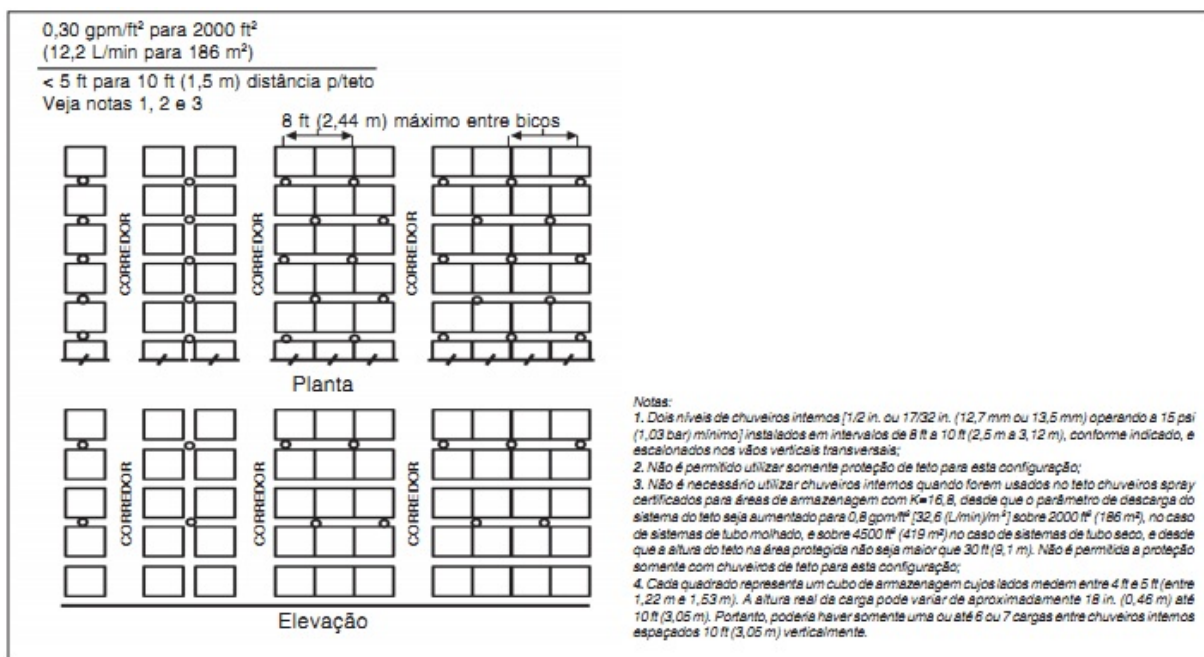 0,30 gpm/ft² para 2000 ft²
(12,2 L/min para 186 m²)
< 5 ft para 10 ft (1,5 m) distância p/teto
Veja notas 1, 2 e 3
8 ft (2,44 m) máximo entre bicos
CORREDOR
CORREDOR
CORREDOR
Planta
CORREDOR
CORREDOR
CORREDOR
Elevação
Notas:
1. Dois níveis de chuveiros internos [1/2 in. ou 17/32 in. (12,7 mm ou 13,5 mm) operando a 15 psi
(1,03 bar) mínimo] instalados em intervalos de 8 ft a 10 ft (2,5 m a 3,12 m), conforme indicado, e
escalonados nos vãos verticais transversais;
2. Não é permitido utilizar somente proteção de teto para esta configuração;
3. Não é necessário utilizar chuveiros internos quando forem usados no teto chuveiros spray
certificados para áreas de armazenagem com K=16,8, desde que o parâmetro de descarga do
sistema do teto seja aumentado para 0,8 gpm/ft² [32,6 (L/min)/m²] sobre 2000 ft² (186 m²), no caso
de sistemas de tubo molhado, e sobre 4500 ft² (419 m²) no caso de sistemas de tubo seco, e desde
que a altura do teto na área protegida não seja maior que 30 ft (9,1 m). Não é permitida a proteção
somente com chuveiros de teto para esta configuração;
4. Cada quadrado representa um cubo de armazenagem cujos lados medem entre 4 ft e 5 ft (entre
1,22 m e 1,53 m). A altura real da carga pode variar de aproximadamente 18 in. (0,46 m) até
10 ft (3,05 m). Portanto, poderia haver somente uma ou até 6 ou 7 cargas entre chuveiros internos
espaçados 10 ft (3,05 m) verticalmente.